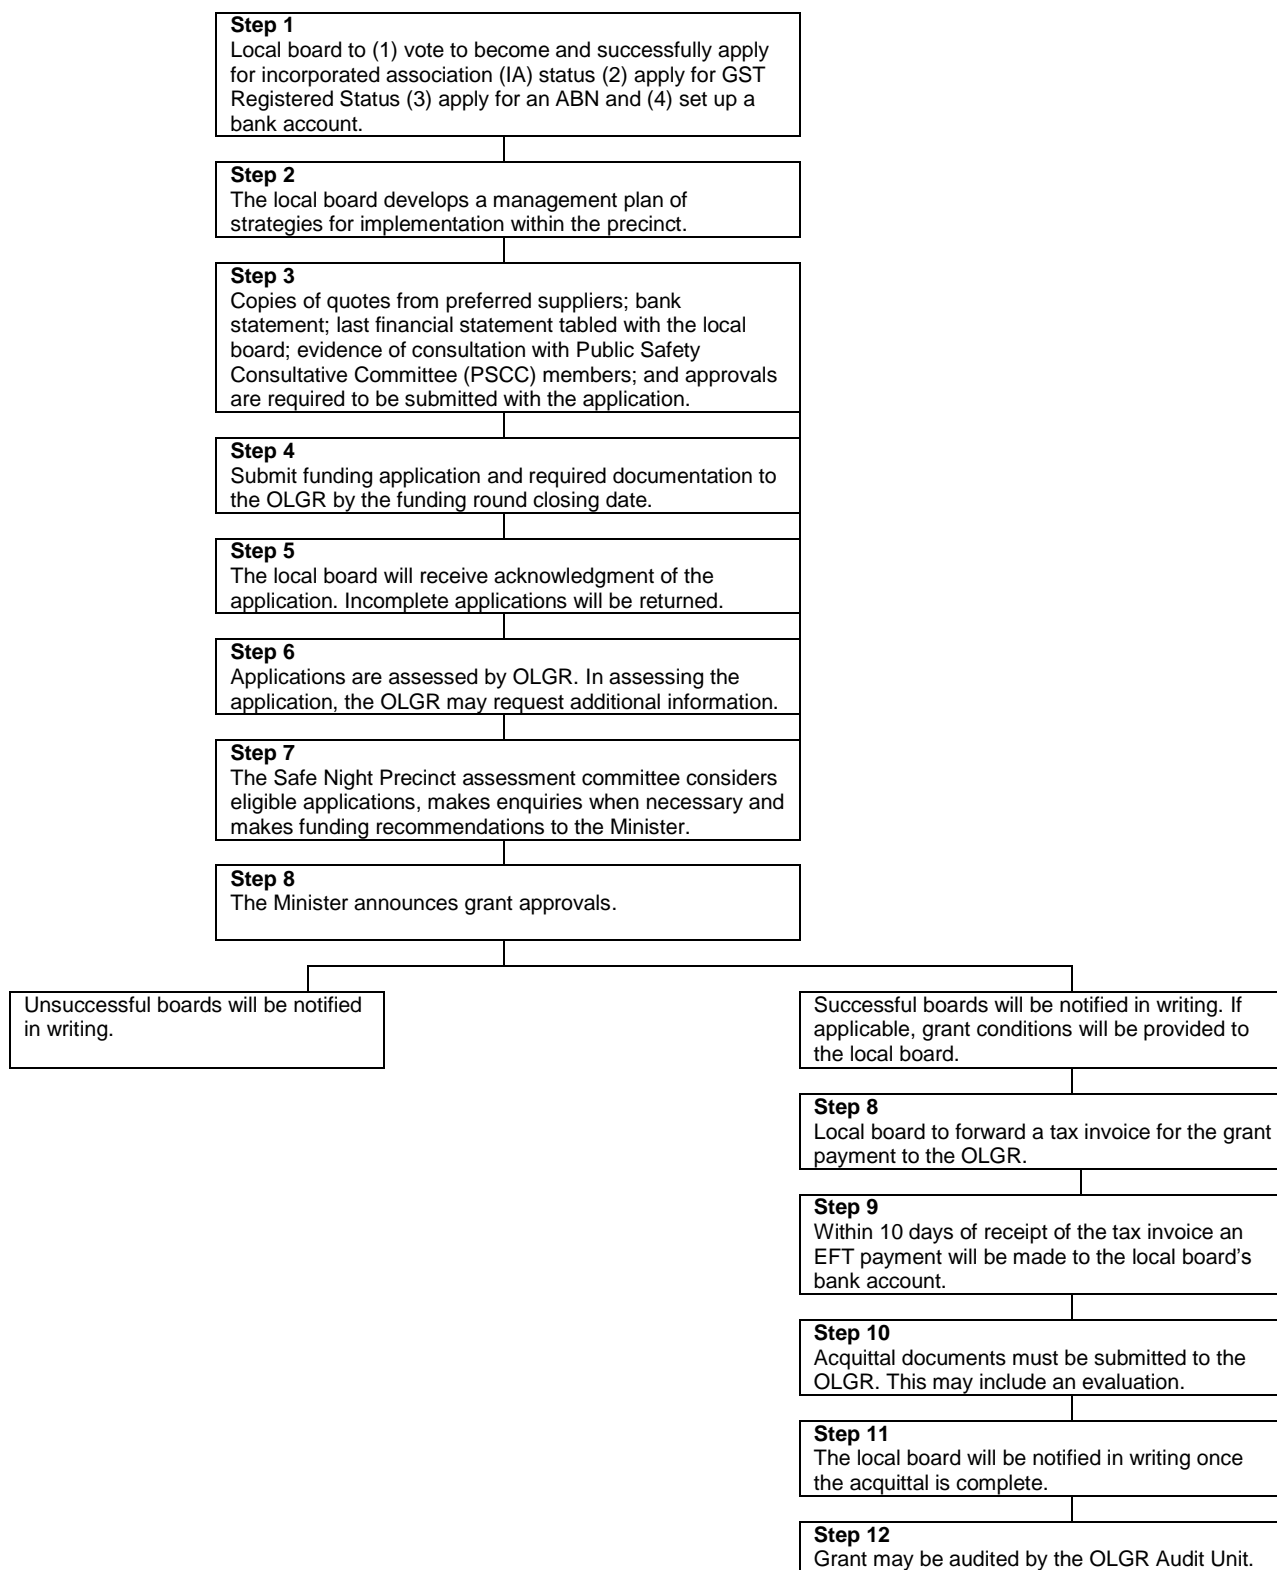 Step 1
Local board to (1) vote to become and successfully apply
for incorporated association (IA) status (2) apply for GST
Registered Status (3) apply for an ABN and (4) set up a
bank account.
Step 2
The local board develops a management plan of
strategies for implementation within the precinct.
Step 3
Copies of quotes from preferred suppliers; bank
statement; last financial statement tabled with the local
board; evidence of consultation with Public Safety
Consultative Committee (PSCC) members; and approvals
are required to be submitted with the application.
Step 4
Submit funding application and required documentation to
the OLGR by the funding round closing date.
Step 5
The local board will receive acknowledgment of the
application. Incomplete applications will be returned.
Step 6
Applications are assessed by OLGR. In assessing the
application, the OLGR may request additional information.
Step 7
The Safe Night Precinct assessment committee considers
eligible applications, makes enquiries when necessary and
makes funding recommendations to the Minister.
Step 8
The Minister announces grant approvals.
Unsuccessful boards will be notified
in writing.
Successful boards will be notified in writing. If
applicable, grant conditions will be provided to
the local board.
Step 8
Local board to forward a tax invoice for the grant
payment to the OLGR.
Step 9
Within 10 days of receipt of the tax invoice an
EFT payment will be made to the local board's
bank account.
Step 10
Acquittal documents must be submitted to the
OLGR. This may include an evaluation.
Step 11
The local board will be notified in writing once
the acquittal is complete.
Step 12
Grant may be audited by the OLGR Audit Unit.